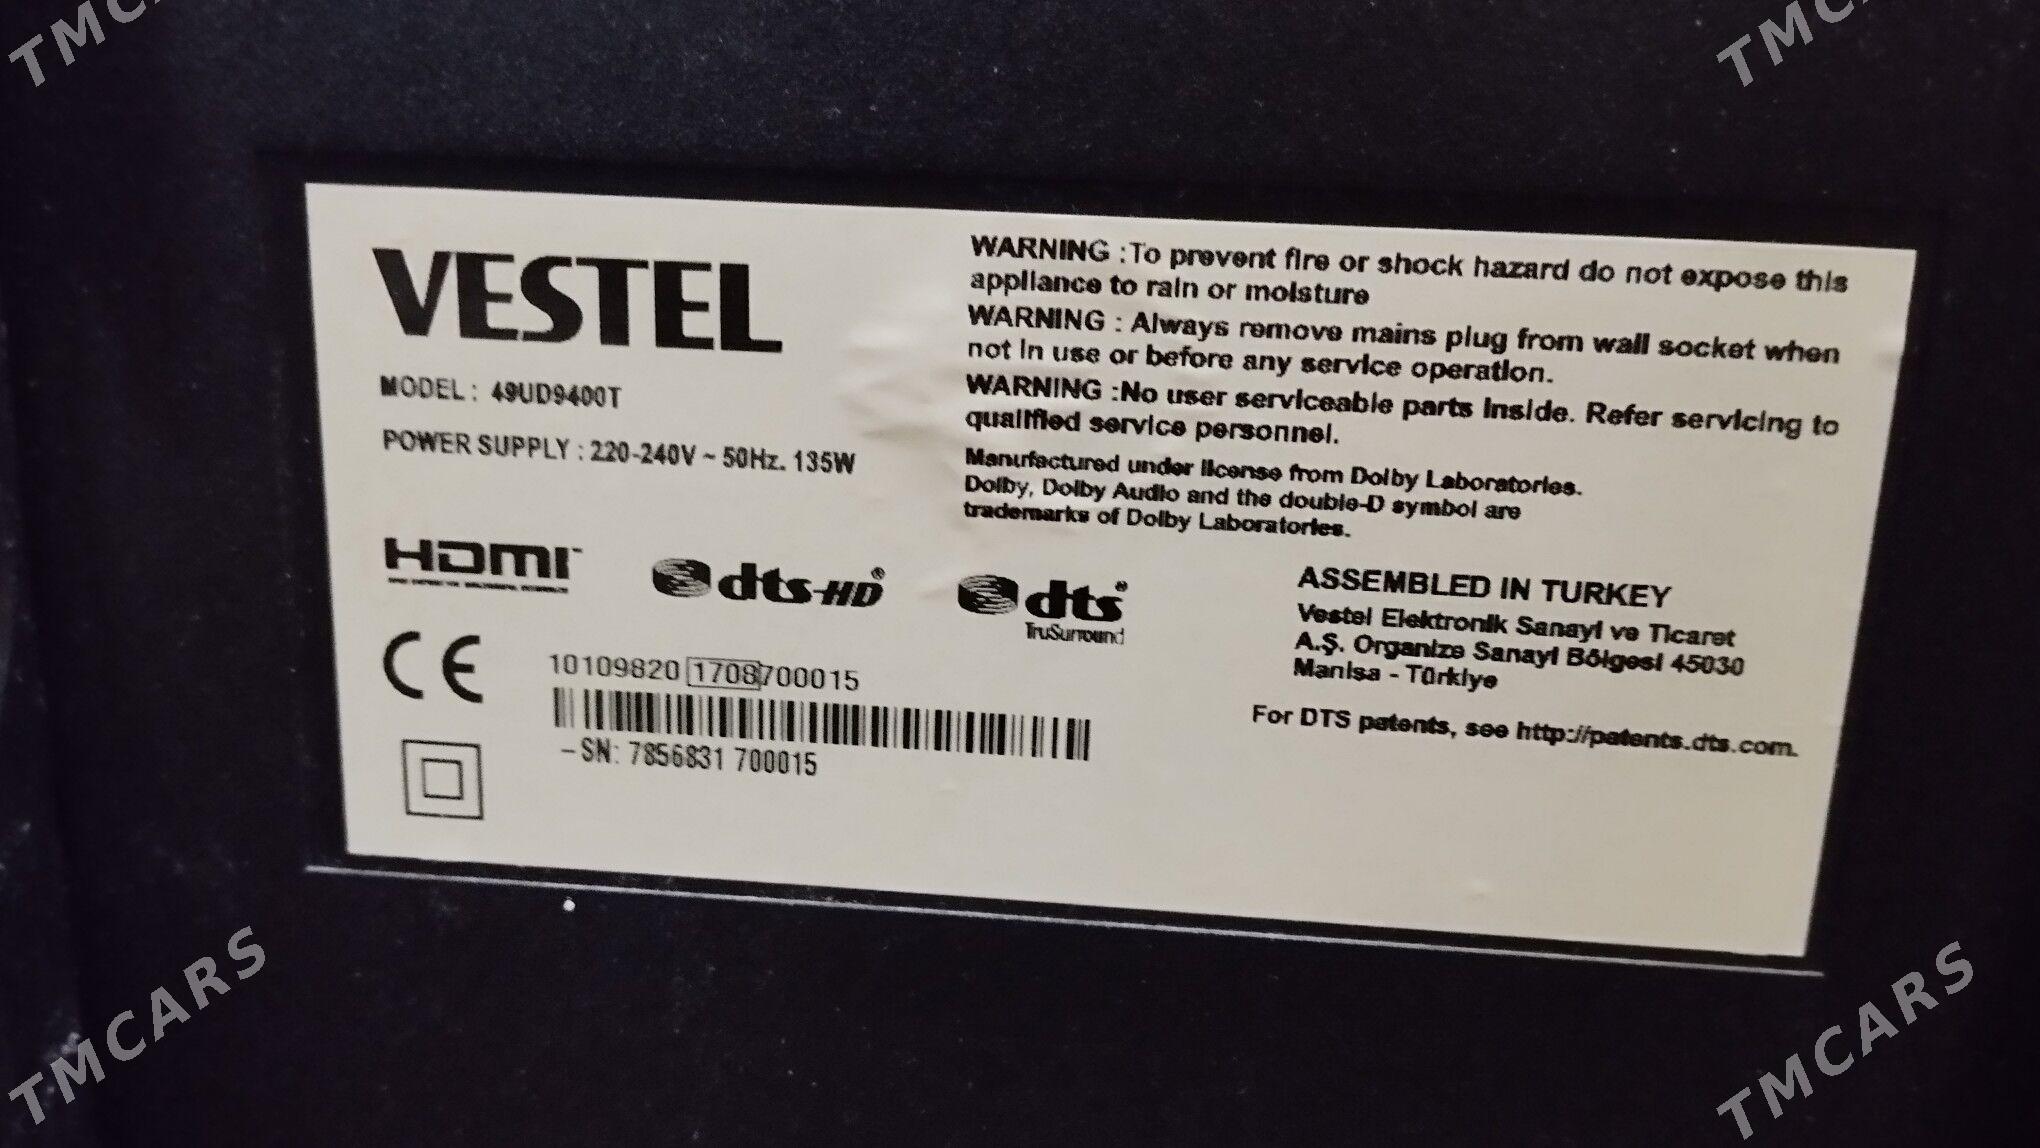 TMCARS
TMCARS
VESTEL
MODEL : 49UD9400T
POWER SUPPLY : 220-240V ~ 50Hz. 135W
WARNING :To prevent fire or shock hazard do not expose this
appliance to rain or moisture
WARNING : Always remove mains plug from wall socket when
not in use or before any service operation.
WARNING :No user serviceable parts inside. Refer servicing to
qualified service personnel.
Manufactured under license from Dolby Laboratories.
Dolby, Dolby Audio and the double-D symbol are
trademarks of Dolby Laboratories.
HDMI
dts-HD®
dts®
TruSurround
ASSEMBLED IN TURKEY
Vestel Elektronik Sanayi ve Ticaret
A.Ş. Organize Sanayi Bölgesi 45030
Manisa - Türkiye
For DTS patents, see http://patents.dts.com.
CE
10109820 1708 700015
–SN: 7856831 700015
TMCARS
TMCARS